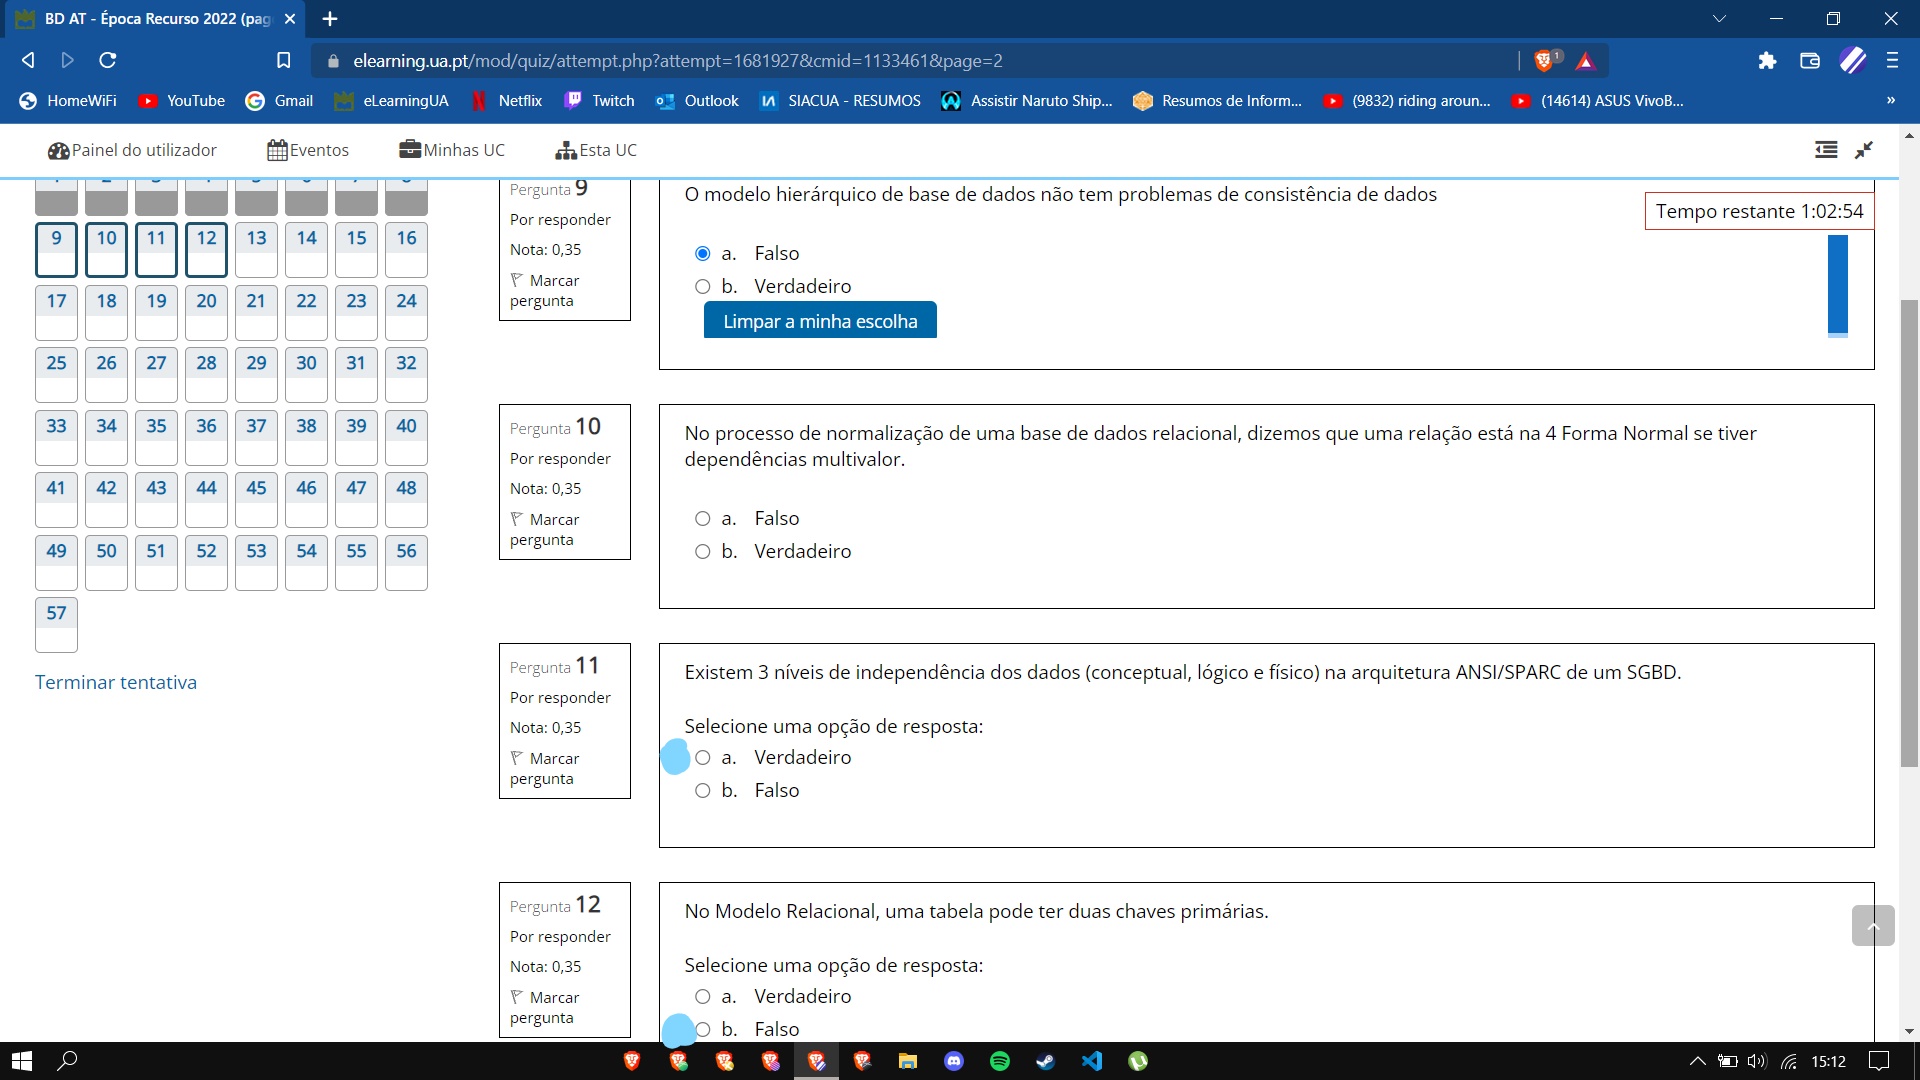 BD AT - Época Recurso 2022 (pag
elearning.ua.pt/mod/quiz/attempt.php?attempt=1681927&cmid=1133461&page=2
1
HomeWiFi
YouTube
Gmail
eLearningUA
Netflix
Twitch
Outlook
SIACUA - RESUMOS
Assistir Naruto Ship...
Resumos de Inform...
(9832) riding aroun...
(14614) ASUS VivoB...
»
Painel do utilizador
Eventos
Minhas UC
Esta UC
9 10 11 12 13 14 15 16
17 18 19 20 21 22 23 24
25 26 27 28 29 30 31 32
33 34 35 36 37 38 39 40
41 42 43 44 45 46 47 48
49 50 51 52 53 54 55 56
57
Terminar tentativa
Tempo restante 1:02:54
Pergunta 9
Por responder
Nota: 0,35
Marcar
pergunta
O modelo hierárquico de base de dados não tem problemas de consistência de dados
a. Falso
b. Verdadeiro
Limpar a minha escolha
Pergunta 10
Por responder
Nota: 0,35
Marcar
pergunta
No processo de normalização de uma base de dados relacional, dizemos que uma relação está na 4 Forma Normal se tiver
dependências multivalor.
a. Falso
b. Verdadeiro
Pergunta 11
Por responder
Nota: 0,35
Marcar
pergunta
Existem 3 níveis de independência dos dados (conceptual, lógico e físico) na arquitetura ANSI/SPARC de um SGBD.
Selecione uma opção de resposta:
a. Verdadeiro
b. Falso
Pergunta 12
Por responder
Nota: 0,35
Marcar
pergunta
No Modelo Relacional, uma tabela pode ter duas chaves primárias.
Selecione uma opção de resposta:
a. Verdadeiro
b. Falso
15:12